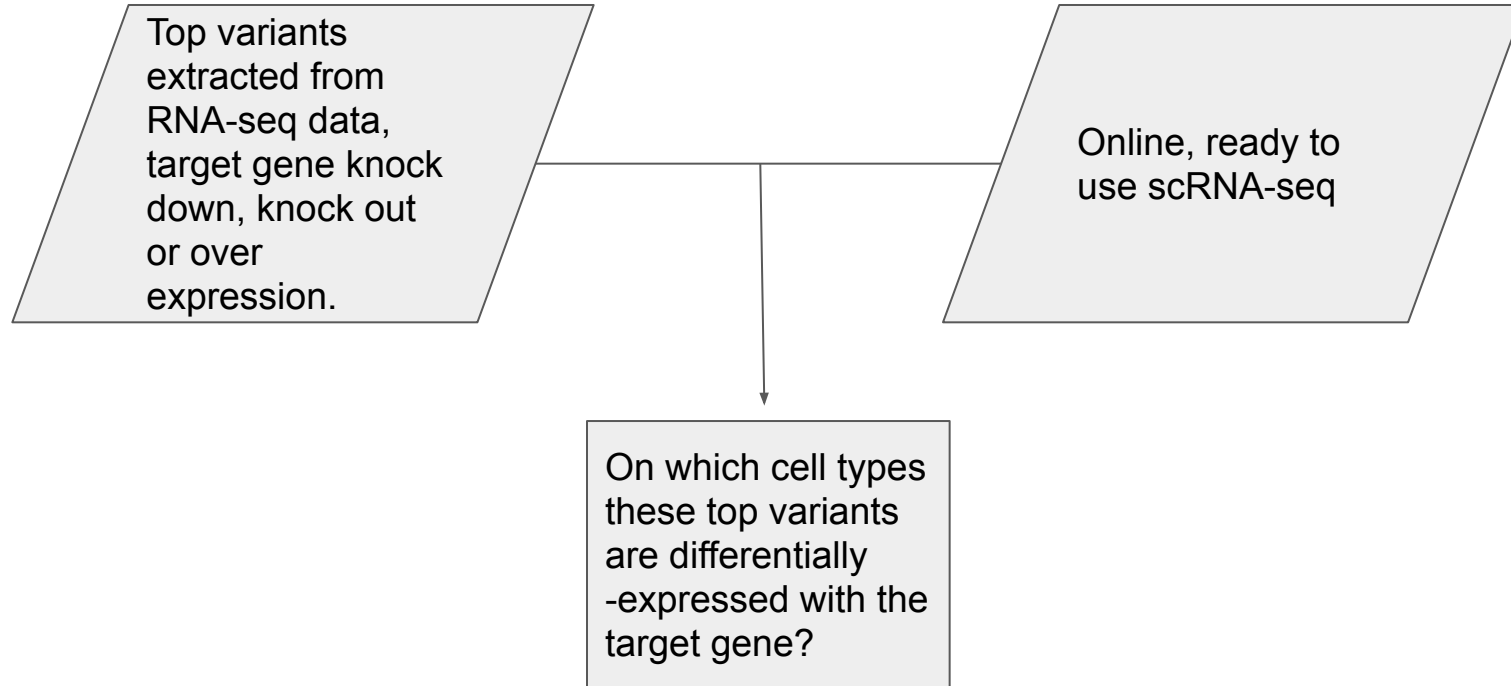 Top variants
extracted from
RNA-seq data,
target gene knock
down, knock out
or over
expression.
Online, ready to
use scRNA-seq
On which cell types
these top variants
are differentially
-expressed with the
target gene?